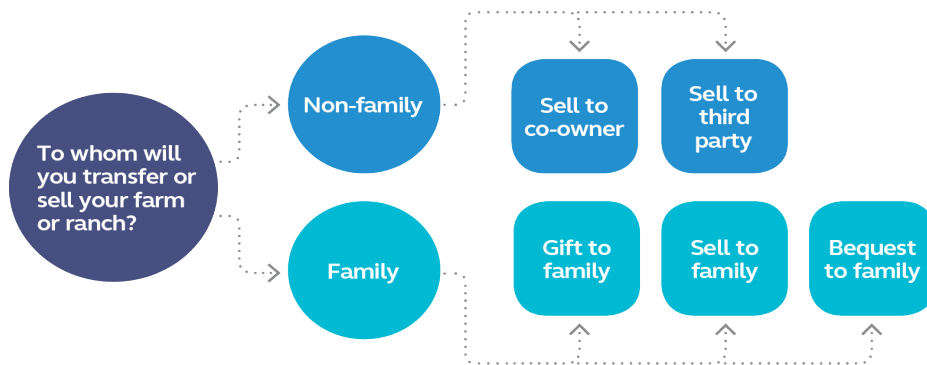 To whom will
you transfer or
sell your farm
or ranch?
Non-family
Sell to
co-owner
Sell to
third
party
Family
Gift to
family
Sell to
family
Bequest
to family